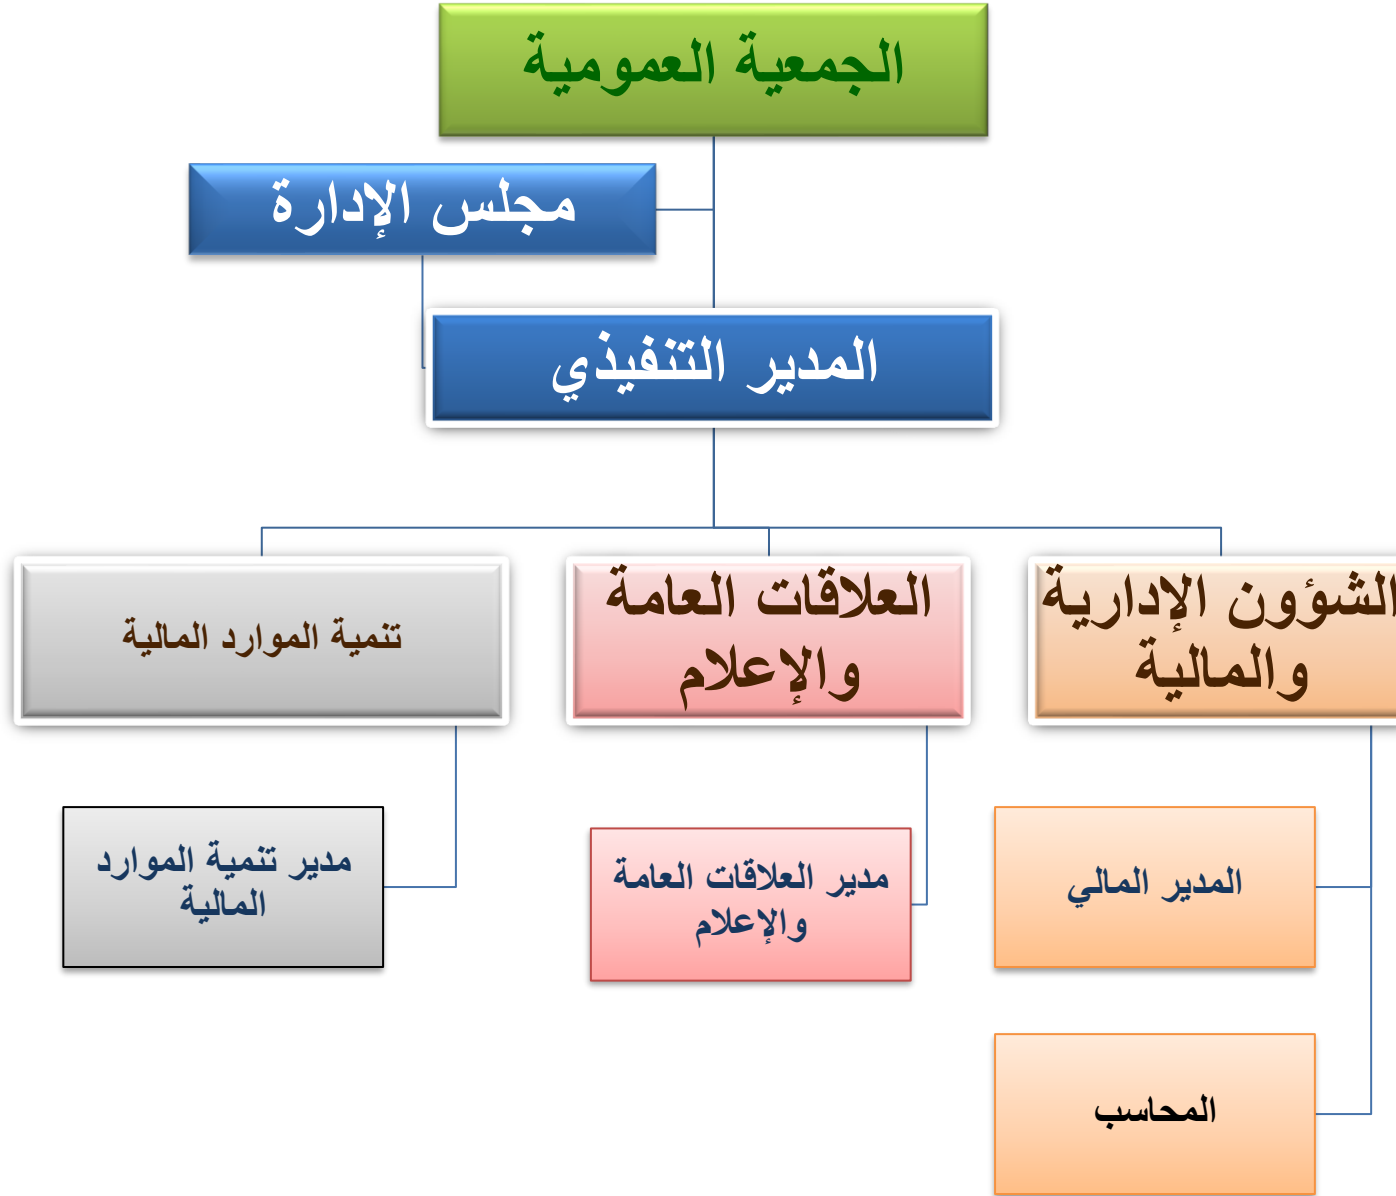 الجمعية العمومية
مجلس الإدارة
المدير التنفيذي
الشؤون الإدارية
والمالية
العلاقات العامة
والإعلام
تنمية الموارد المالية
المدير المالي
مدير العلاقات العامة
والإعلام
مدير تنمية الموارد
المالية
المحاسب